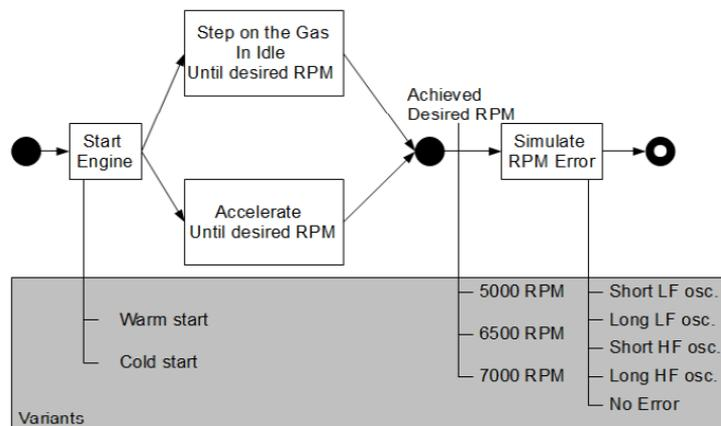 Step on the Gas
In Idle
Until desired RPM
Achieved
Desired RPM
Start
Engine
Simulate
RPM Error
Accelerate
Until desired RPM
Warm start
Cold start
5000 RPM
6500 RPM
7000 RPM
Short LF osc.
Long LF osc.
Short HF osc.
Long HF osc.
No Error
Variants